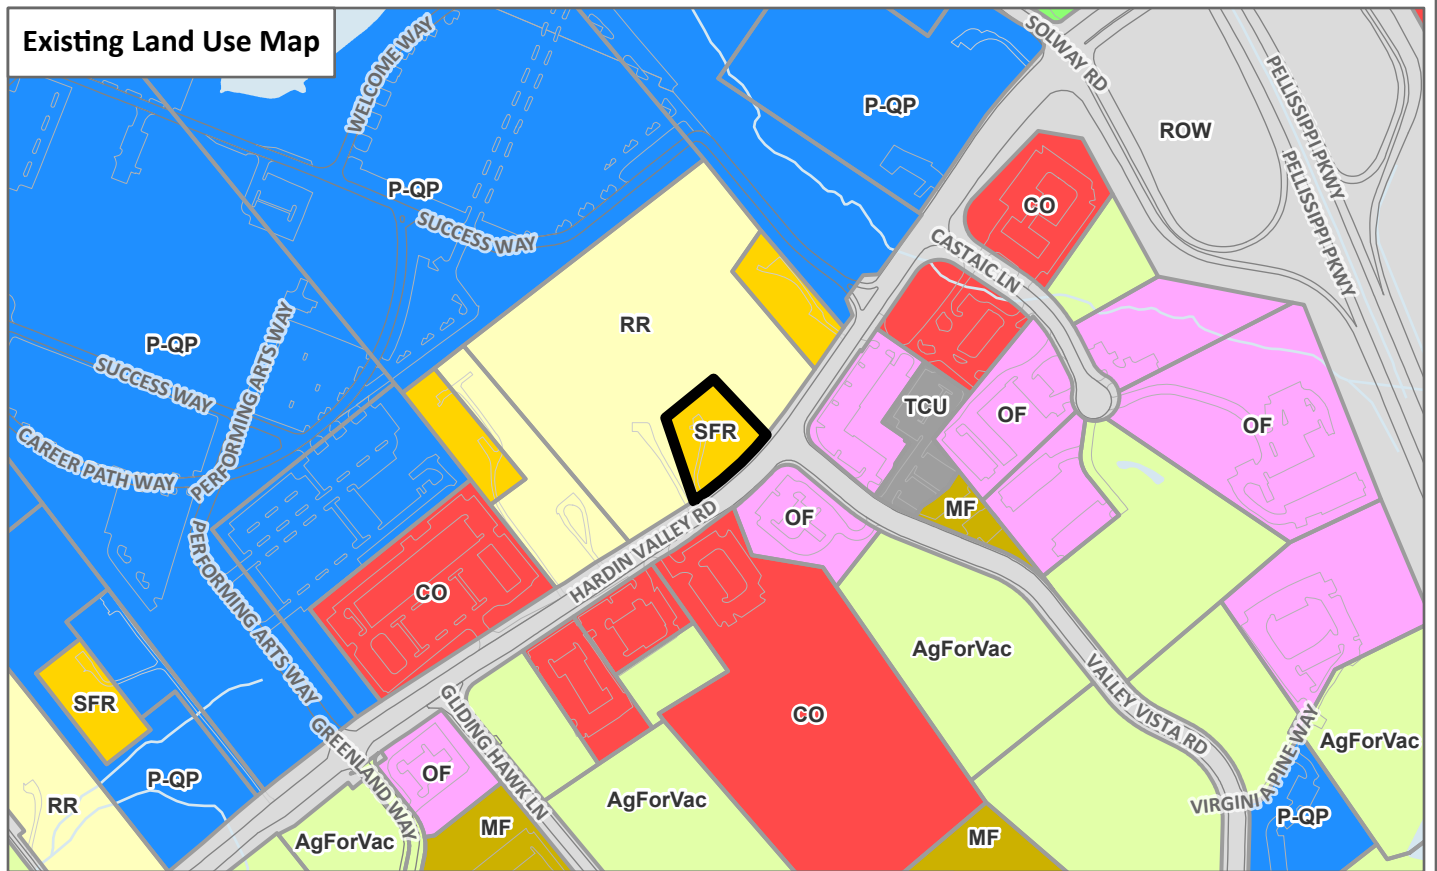 Existing Land Use Map
WELCOME WAY
SOLWAY RD
PELLISSIPPI PKWY
P-QP
ROW
PELLISSIPPI PKWY
P-QP
CO
SUCCESS WAY
CASTAIC LN
RR
P-QP
PERFORMING ARTS WAY
SUCCESS WAY
TCU
OF
OF
SFR
CAREER PATH WAY
MF
OF
HARDIN VALLEY RD
PERFORMING ARTS WAY
CO
AgForVac
SFR
VALLEY VISTA RD
CO
GLIDING HAWK LN
GREENLAND WAY
AgForVac
VIRGINIA PINE WAY
OF
P-QP
AgForVac
RR
P-QP
MF
MF
AgForVac